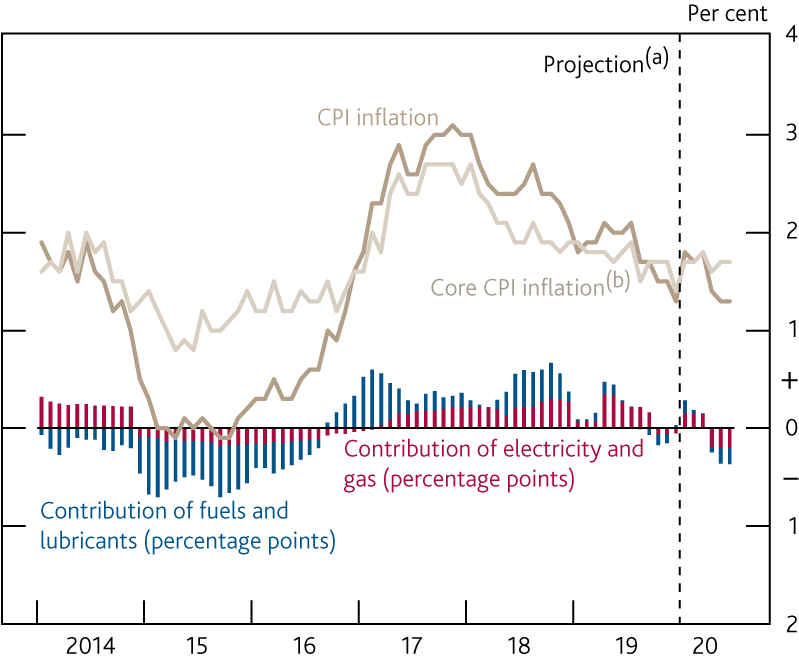 Per cent
4
Projection(a)
CPI inflation
3
2
Core CPI inflation(b)
1
+
0
Contribution of electricity and
gas (percentage points)
–
Contribution of fuels and
lubricants (percentage points)
1
2
2014 15 16 17 18 19 20